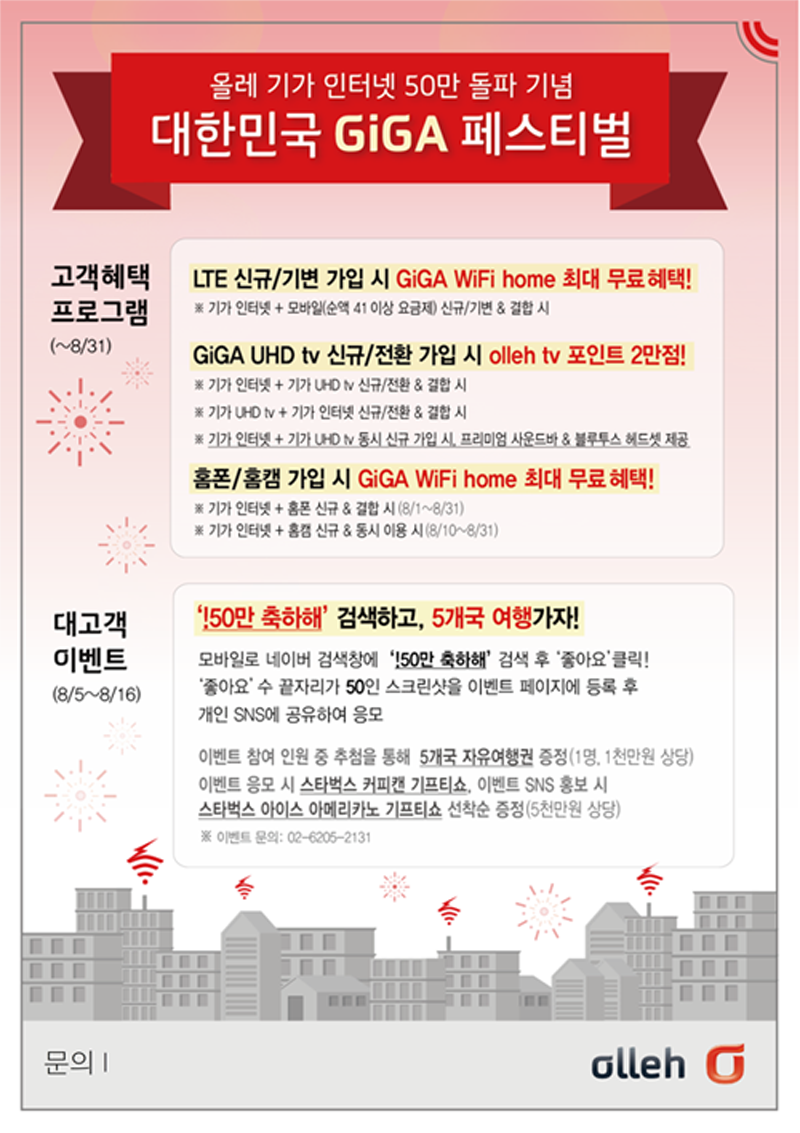 올레 기가 인터넷 50만 돌파 기념
대한민국 GiGA 페스티벌
고객혜택
프로그램
(~8/31)
LTE 신규/기변 가입 시 GiGA WiFi home 최대 무료혜택!
※ 기가 인터넷 + 모바일(순액 41 이상 요금제) 신규/기변 & 결합 시
GiGA UHD tv 신규/전환 가입 시 olleh tv 포인트 2만점!
※ 기가 인터넷 + 기가 UHD tv 신규/전환 & 결합 시
※ 기가 UHD tv + 기가 인터넷 신규/전환 & 결합 시
※ 기가 인터넷 + 기가 UHD tv 동시 신규 가입 시, 프리미엄 사운드바 & 블루투스 헤드셋 제공
홈폰/홈캠 가입 시 GiGA WiFi home 최대 무료혜택!
※ 기가 인터넷 + 홈폰 신규 & 결합 시(8/1~8/31)
※ 기가 인터넷 + 홈캠 신규 & 동시 이용 시(8/10~8/31)
대고객
이벤트
(8/5~8/16)
'!50만 축하해' 검색하고, 5개국 여행가자!
모바일로 네이버 검색창에 '!50만 축하해' 검색 후 '좋아요'클릭!
'좋아요' 수 끝자리가 50인 스크린샷을 이벤트 페이지에 등록 후
개인 SNS에 공유하여 응모
이벤트 참여 인원 중 추첨을 통해 5개국 자유여행권 증정(1명, 1천만원 상당)
이벤트 응모 시 스타벅스 커피캔 기프티쇼, 이벤트 SNS 홍보 시
스타벅스 아이스 아메리카노 기프티쇼 선착순 증정(5천만원 상당)
※ 이벤트 문의: 02-6205-2131
문의 |
olleh